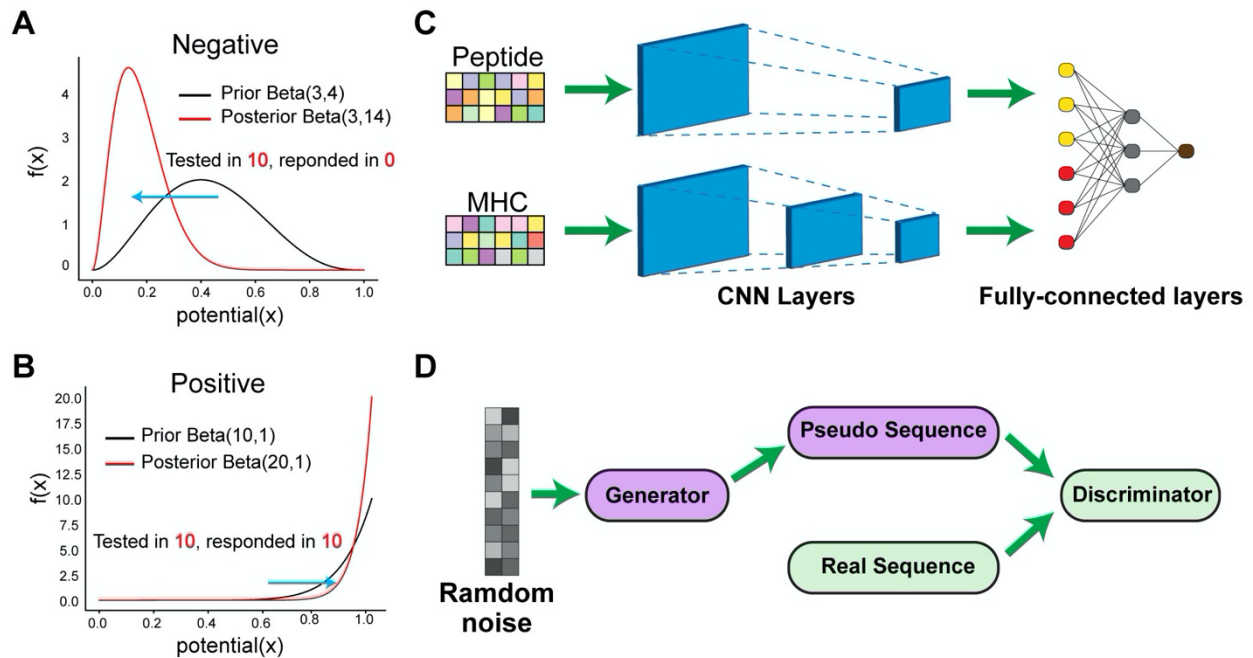 A
Negative
f(x)
4
3
2
1
0
Prior Beta(3,4)
Posterior Beta(3,14)
Tested in 10, reponded in 0
0.0 0.2 0.4 0.6 0.8 1.0
potential(x)
B
Positive
f(x)
20.0
17.5
15.0
12.5
10.0
7.5
5.0
2.5
0.0
Prior Beta(10,1)
Posterior Beta(20,1)
Tested in 10, responded in 10
0.0 0.2 0.4 0.6 0.8 1.0
potential(x)
C
Peptide
MHC
CNN Layers
Fully-connected layers
D
Ramdom
noise
Generator
Pseudo Sequence
Real Sequence
Discriminator